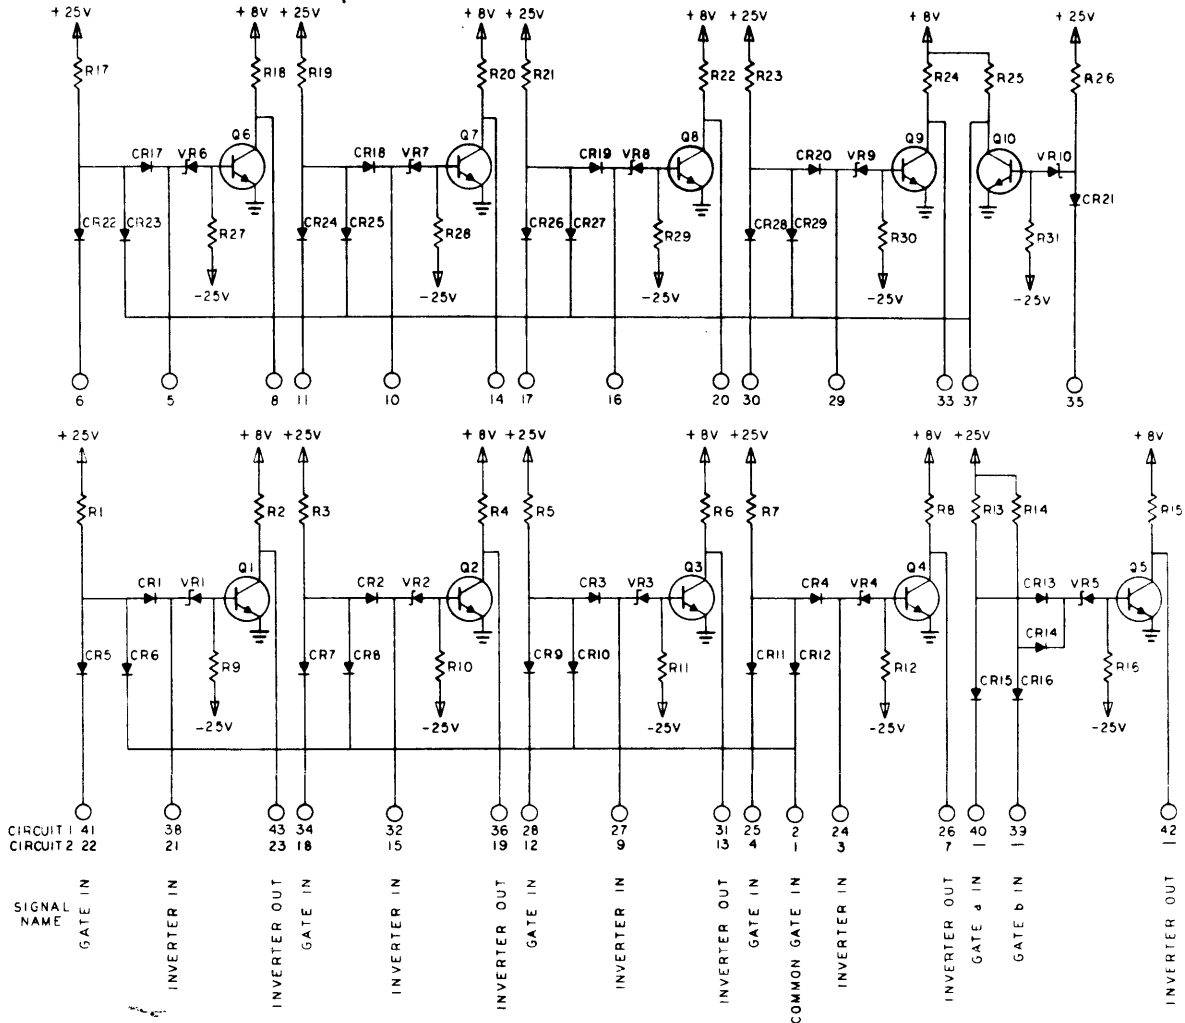 +25V +8V +25V +8V +25V +8V +25V +8V +25V
R17 R18 R19 R20 R21 R22 R23 R24 R25 R26
Q6 Q7 Q8 Q9 Q10
CR17 VR6 CR18 VR7 CR19 VR8 CR20 VR9 VR10
CR21
CR22 CR23 R27 CR24 CR25 R28 CR26 CR27 R29 CR28 CR29 R30 R31
-25V -25V -25V -25V -25V
6 5 8 11 10 14 17 16 20 30 29 33 37 35
+25V +8V +25V +8V +25V +8V +25V +8V +25V +8V
R1 R2 R3 R4 R5 R6 R7 R8 R13 R14 R15
Q1 Q2 Q3 Q4 Q5
CR1 VR1 CR2 VR2 CR3 VR3 CR4 VR4 CR13 VR5
CR14
CR5 CR6 R9 CR7 CR8 R10 CR9 CR10 R11 CR11 CR12 R12 CR15 CR16 R16
-25V -25V -25V -25V -25V
CIRCUIT 1 41 38 43 34 32 36 28 27 31 25 2 24 26 40 39 42
CIRCUIT 2 22 21 23 18 15 19 12 9 13 4 1 3 7 — — —
SIGNAL
NAME
GATE IN
INVERTER IN
INVERTER OUT
GATE IN
INVERTER IN
INVERTER OUT
GATE IN
INVERTER IN
INVERTER OUT
GATE IN
COMMON GATE IN
INVERTER IN
INVERTER OUT
GATE a IN
GATE b IN
INVERTER OUT